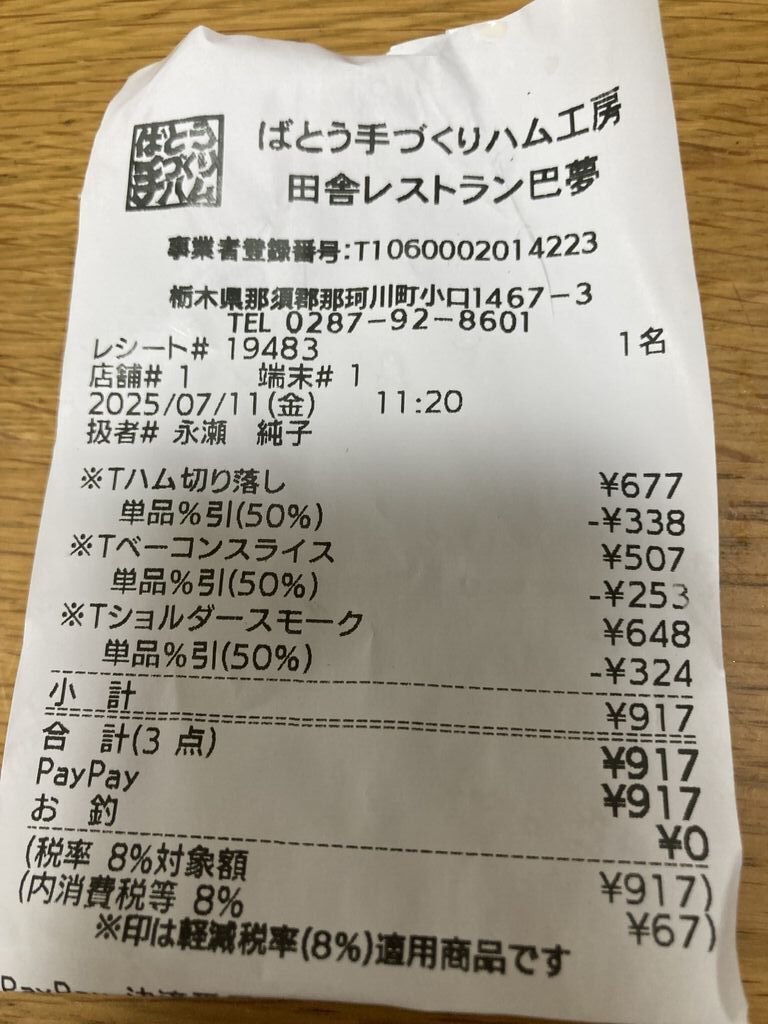 ばとう
手づくり
ハム
ばとう手づくりハム工房
田舎レストラン巴夢
事業者登録番号:T1060002014223
栃木県那須郡那珂川町小口1467-3
TEL 0287-92-8601
レシート# 19483 1名
店舗# 1 端末# 1
2025/07/11(金) 11:20
扱者# 永瀬 純子
※Tハム切り落し ¥677
単品%引(50%) -¥338
※Tベーコンスライス ¥507
単品%引(50%) -¥253
※Tショルダースモーク ¥648
単品%引(50%) -¥324
小 計 ¥917
合 計(3 点) ¥917
PayPay ¥917
お 釣 ¥0
(税率 8%対象額 ¥917)
(内消費税等 8% ¥67)
※印は軽減税率(8%)適用商品です
PayPay